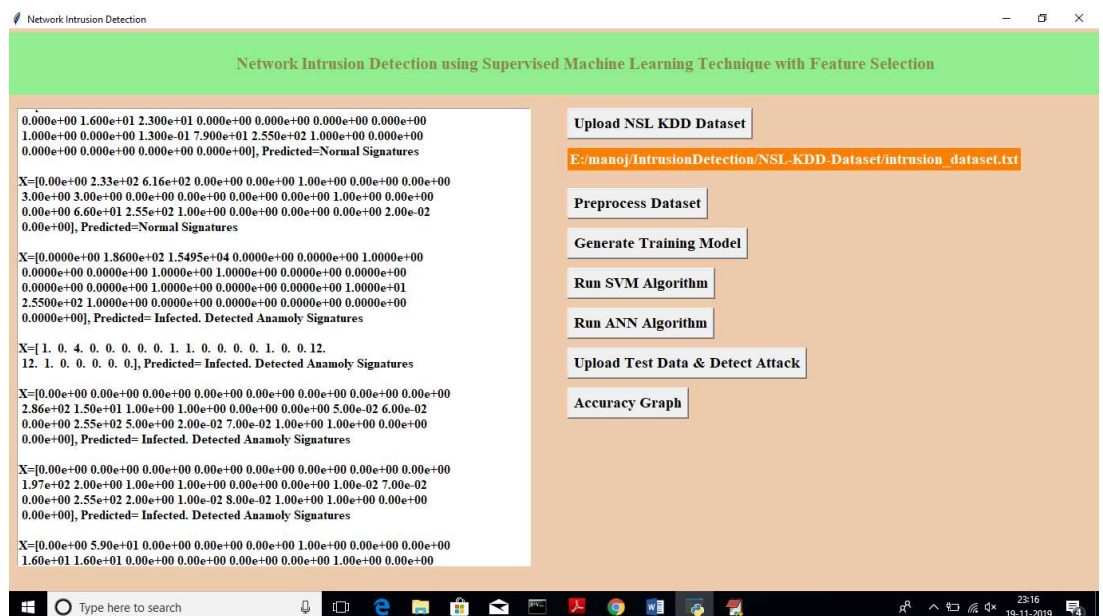 Network Intrusion Detection
Network Intrusion Detection using Supervised Machine Learning Technique with Feature Selection
0.000e+00 1.600e+01 2.300e+01 0.000e+00 0.000e+00 0.000e+00 0.000e+00
1.000e+00 0.000e+00 1.300e-01 7.900e+01 2.550e+02 1.000e+00 0.000e+00
0.000e+00 0.000e+00 0.000e+00 0.000e+00], Predicted=Normal Signatures
X=[0.00e+00 2.33e+02 6.16e+02 0.00e+00 0.00e+00 1.00e+00 0.00e+00 0.00e+00
3.00e+00 3.00e+00 0.00e+00 0.00e+00 0.00e+00 0.00e+00 1.00e+00 0.00e+00
0.00e+00 6.60e+01 2.55e+02 1.00e+00 0.00e+00 0.00e+00 0.00e+00 2.00e-02
0.00e+00], Predicted=Normal Signatures
X=[0.0000e+00 1.8600e+02 1.5495e+04 0.0000e+00 0.0000e+00 1.0000e+00
0.0000e+00 0.0000e+00 1.0000e+00 1.0000e+00 0.0000e+00 0.0000e+00
0.0000e+00 0.0000e+00 1.0000e+00 0.0000e+00 0.0000e+00 1.0000e+01
2.5500e+02 1.0000e+00 0.0000e+00 0.0000e+00 0.0000e+00 0.0000e+00
0.0000e+00], Predicted= Infected. Detected Anamoly Signatures
X=[ 1. 0. 4. 0. 0. 0. 0. 0. 1. 1. 0. 0. 0. 0. 1. 0. 0. 12.
12. 1. 0. 0. 0. 0. 0.], Predicted= Infected. Detected Anamoly Signatures
X=[0.00e+00 0.00e+00 0.00e+00 0.00e+00 0.00e+00 0.00e+00 0.00e+00 0.00e+00
2.86e+02 1.50e+01 1.00e+00 1.00e+00 0.00e+00 0.00e+00 5.00e-02 6.00e-02
0.00e+00 2.55e+02 5.00e+00 2.00e-02 7.00e-02 1.00e+00 1.00e+00 0.00e+00
0.00e+00], Predicted= Infected. Detected Anamoly Signatures
X=[0.00e+00 0.00e+00 0.00e+00 0.00e+00 0.00e+00 0.00e+00 0.00e+00 0.00e+00
1.97e+02 2.00e+00 1.00e+00 1.00e+00 0.00e+00 0.00e+00 1.00e-02 7.00e-02
0.00e+00 2.55e+02 2.00e+00 1.00e-02 8.00e-02 1.00e+00 1.00e+00 0.00e+00
0.00e+00], Predicted= Infected. Detected Anamoly Signatures
X=[0.00e+00 5.90e+01 0.00e+00 0.00e+00 0.00e+00 1.00e+00 0.00e+00 0.00e+00
1.60e+01 1.60e+01 0.00e+00 0.00e+00 0.00e+00 0.00e+00 1.00e+00 0.00e+00
Upload NSL KDD Dataset
E:/manoj/IntrusionDetection/NSL-KDD-Dataset/intrusion_dataset.txt
Preprocess Dataset
Generate Training Model
Run SVM Algorithm
Run ANN Algorithm
Upload Test Data & Detect Attack
Accuracy Graph
Type here to search
23:16
19-11-2019